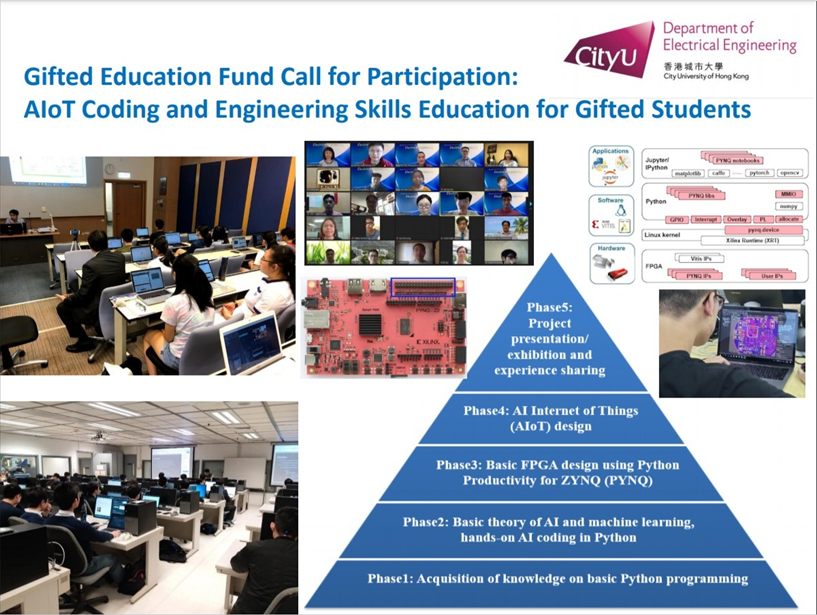 CityU
Department of
Electrical Engineering
香港城市大學
City University of Hong Kong
Gifted Education Fund Call for Participation:
AIoT Coding and Engineering Skills Education for Gifted Students
Applications
python
jupyter
Software
VITIS
Hardware
Jupyter/
IPython
PYNQ notebooks
matplotlib caffe ...... pytorch opencv
Python
PYNQ libs
MMIO
numpy
GPIO Interrupt Overlay PL allocate
Linux kernel
pynq.device
Xilinx Runtime (XRT)
FPGA
Vitis IPs
PYNQ IPs
User IPs
XILINX
Phase5:
Project
presentation/
exhibition and
experience sharing
Phase4: AI Internet of Things
(AIoT) design
Phase3: Basic FPGA design using Python
Productivity for ZYNQ (PYNQ)
Phase2: Basic theory of AI and machine learning,
hands-on AI coding in Python
Phase1: Acquisition of knowledge on basic Python programming